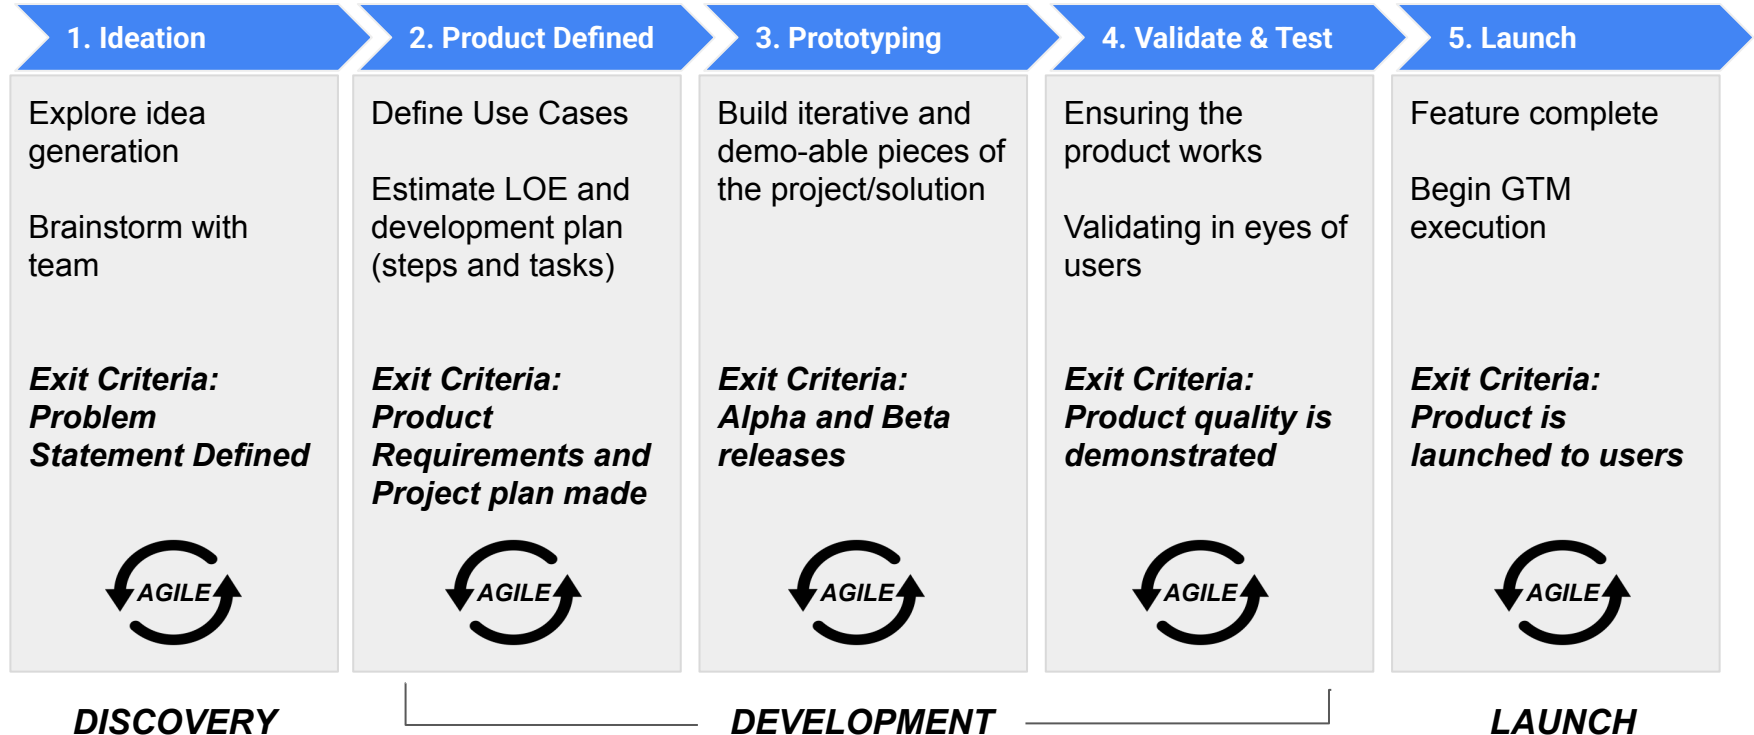 1. Ideation
Explore idea
generation
Brainstorm with
team
Exit Criteria:
Problem
Statement Defined
AGILE
2. Product Defined
Define Use Cases
Estimate LOE and
development plan
(steps and tasks)
Exit Criteria:
Product
Requirements and
Project plan made
AGILE
3. Prototyping
Build iterative and
demo-able pieces of
the project/solution
Exit Criteria:
Alpha and Beta
releases
AGILE
4. Validate & Test
Ensuring the
product works
Validating in eyes of
users
Exit Criteria:
Product quality is
demonstrated
AGILE
5. Launch
Feature complete
Begin GTM
execution
Exit Criteria:
Product is
launched to users
AGILE
DISCOVERY
DEVELOPMENT
LAUNCH